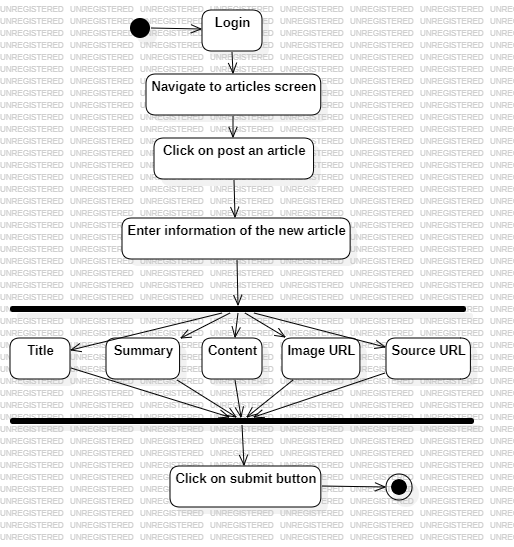 Login
Navigate to articles screen
Click on post an article
Enter information of the new article
Title
Summary
Content
Image URL
Source URL
Click on submit button
UNREGISTERED